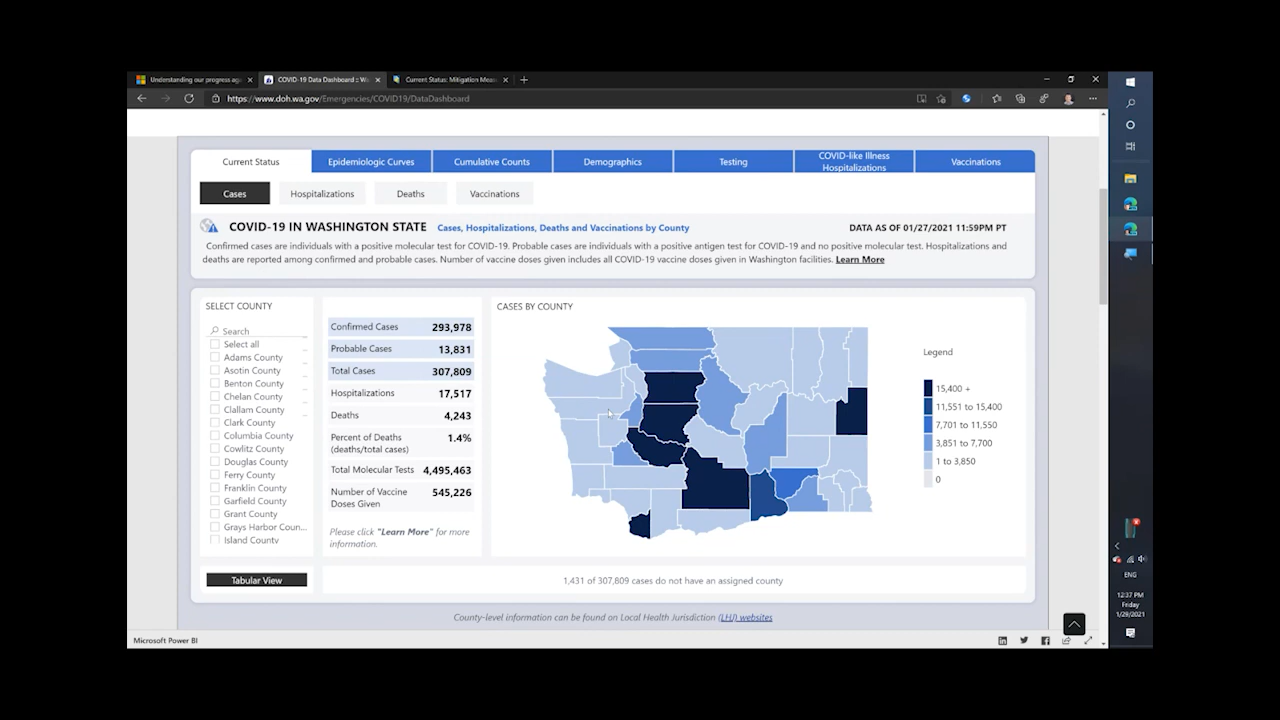 Understanding our progress aga
COVID-19 Data Dashboard :: W
Current Status: Mitigation Meas
https://www.doh.wa.gov/Emergencies/COVID19/DataDashboard
Current Status
Epidemiologic Curves
Cumulative Counts
Demographics
Testing
COVID-like Illness
Hospitalizations
Vaccinations
Cases
Hospitalizations
Deaths
Vaccinations
COVID-19 IN WASHINGTON STATE
Cases, Hospitalizations, Deaths and Vaccinations by County
DATA AS OF 01/27/2021 11:59PM PT
Confirmed cases are individuals with a positive molecular test for COVID-19. Probable cases are individuals with a positive antigen test for COVID-19 and no positive molecular test. Hospitalizations and
deaths are reported among confirmed and probable cases. Number of vaccine doses given includes all COVID-19 vaccine doses given in Washington facilities. Learn More
SELECT COUNTY
Search
Select all
Adams County
Asotin County
Benton County
Chelan County
Clallam County
Clark County
Columbia County
Cowlitz County
Douglas County
Ferry County
Franklin County
Garfield County
Grant County
Grays Harbor Coun...
Island County
Tabular View
Confirmed Cases 293,978
Probable Cases 13,831
Total Cases 307,809
Hospitalizations 17,517
Deaths 4,243
Percent of Deaths 1.4%
(deaths/total cases)
Total Molecular Tests 4,495,463
Number of Vaccine 545,226
Doses Given
Please click "Learn More" for more
information.
CASES BY COUNTY
Legend
15,400 +
11,551 to 15,400
7,701 to 11,550
3,851 to 7,700
1 to 3,850
0
1,431 of 307,809 cases do not have an assigned county
County-level information can be found on Local Health Jurisdiction (LHJ) websites
Microsoft Power BI
ENG
12:37 PM
Friday
1/29/2021